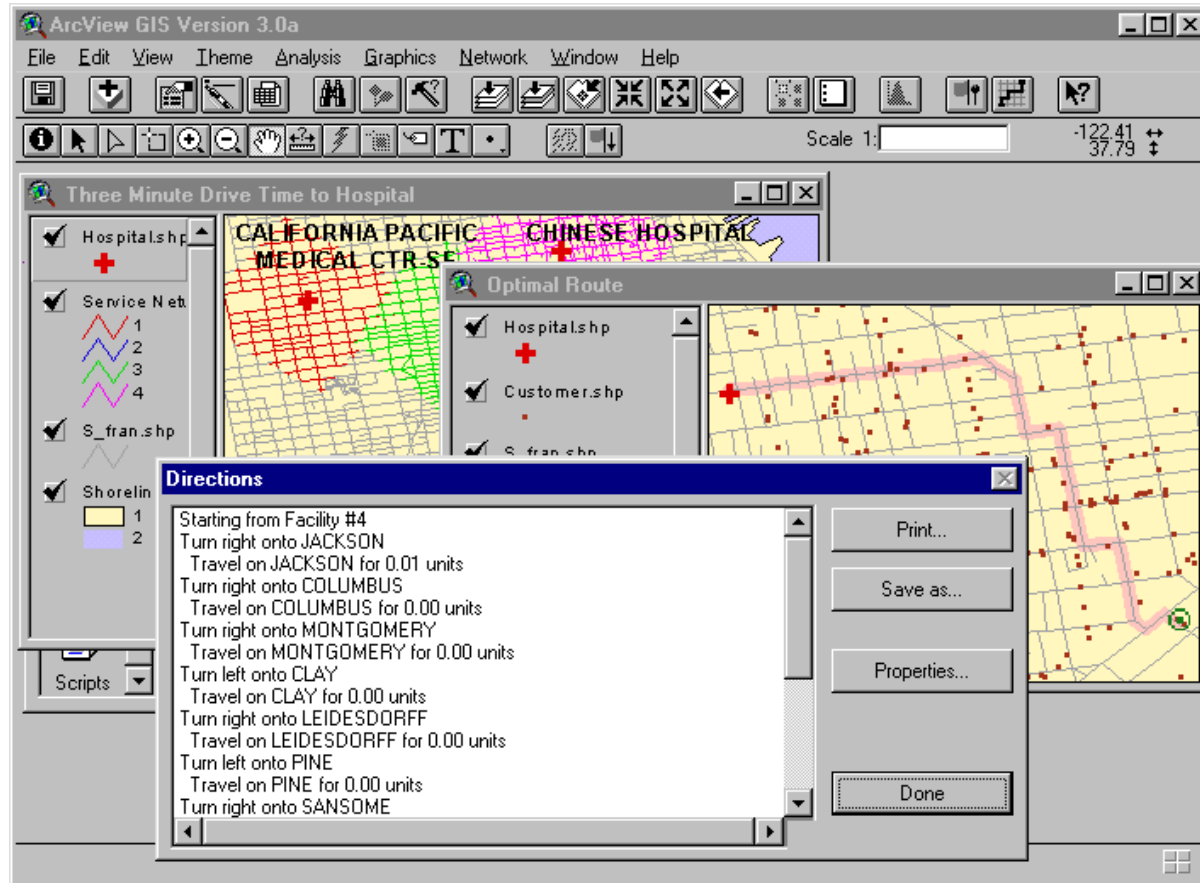 ArcView GIS Version 3.0a
File Edit View Theme Analysis Graphics Network Window Help
Scale 1:
-122.41
37.79
Three Minute Drive Time to Hospital
Hospital.shp
Service Net
1
2
3
4
S_fran.shp
Shorelin
1
2
CALIFORNIA PACIFIC
MEDICAL CTR-SF
CHINESE HOSPITAL
Optimal Route
Hospital.shp
Customer.shp
S_fran.shp
Scripts
Directions
Starting from Facility #4
Turn right onto JACKSON
Travel on JACKSON for 0.01 units
Turn right onto COLUMBUS
Travel on COLUMBUS for 0.00 units
Turn right onto MONTGOMERY
Travel on MONTGOMERY for 0.00 units
Turn left onto CLAY
Travel on CLAY for 0.00 units
Turn right onto LEIDESDORFF
Travel on LEIDESDORFF for 0.00 units
Turn left onto PINE
Travel on PINE for 0.00 units
Turn right onto SANSOME
Print...
Save as...
Properties...
Done